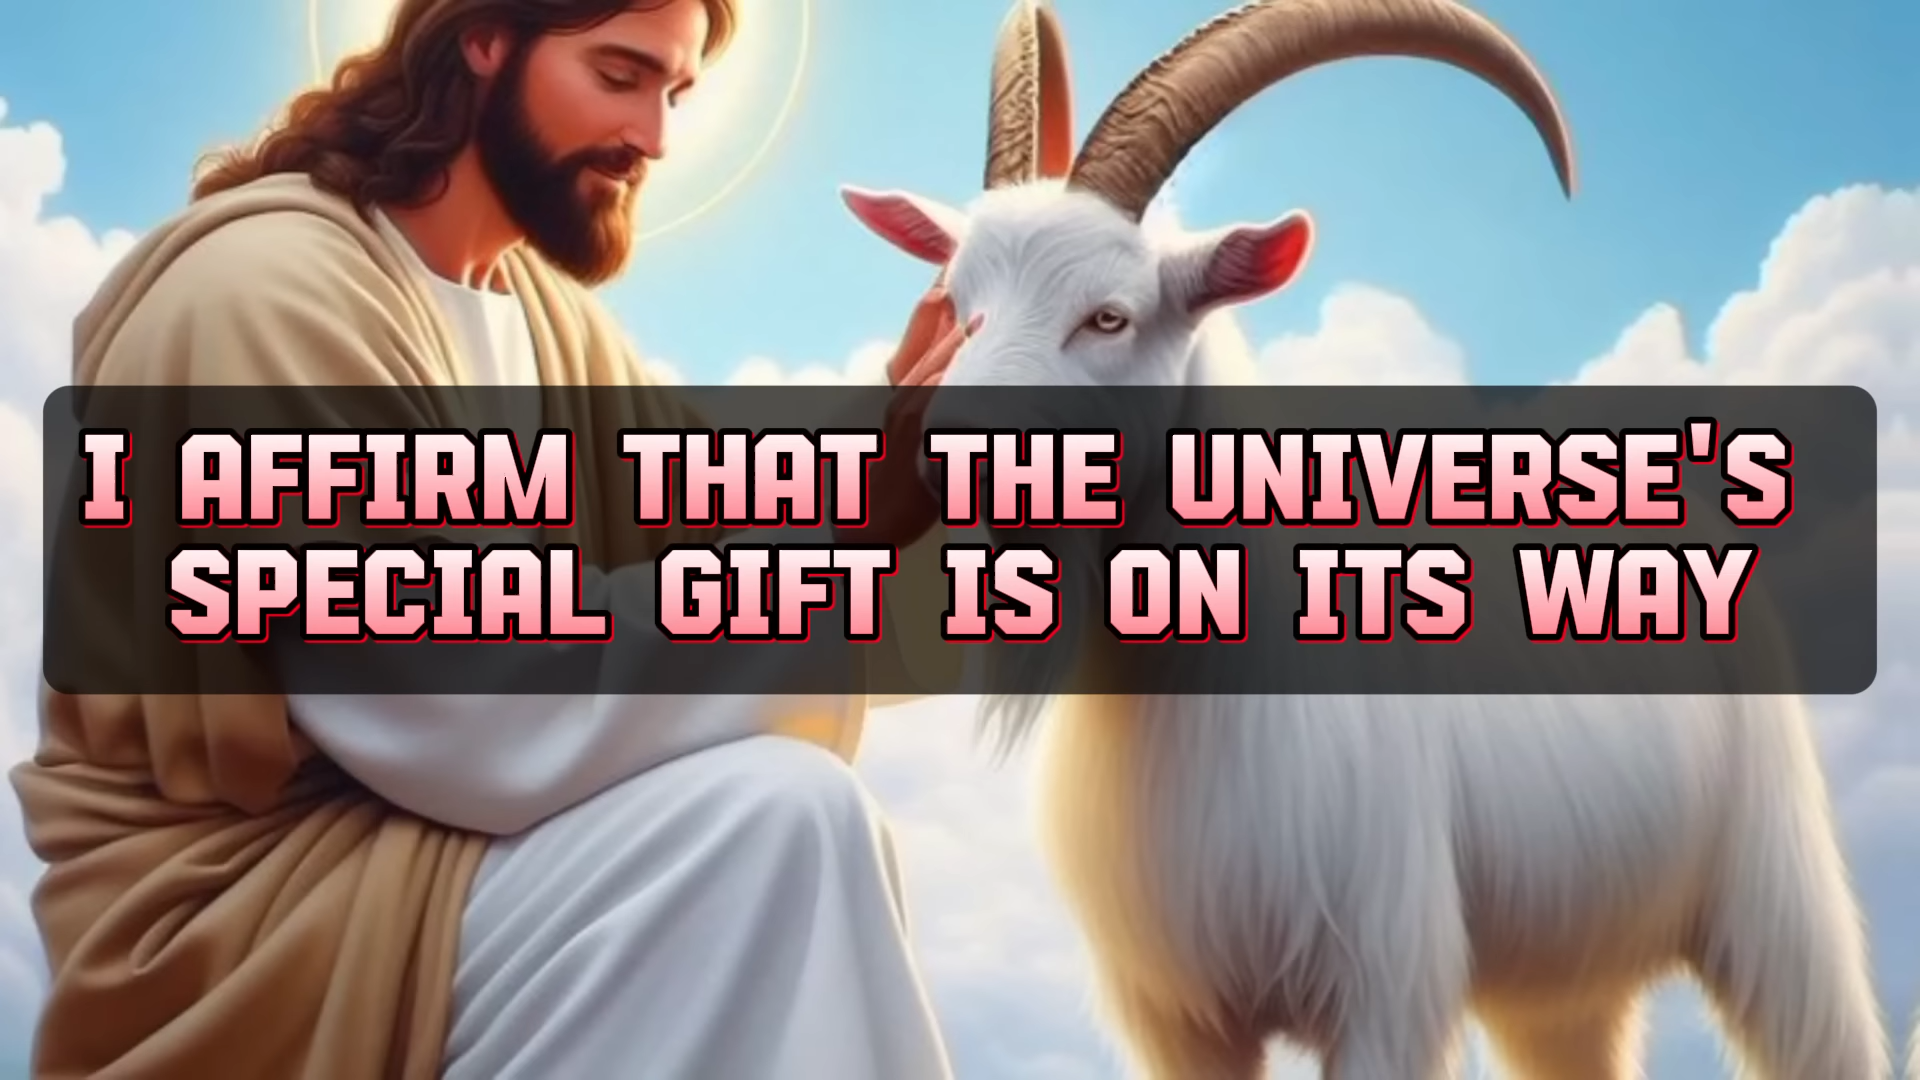 I AFFIRM THAT THE UNIVERSE'S
SPECIAL GIFT IS ON ITS WAY